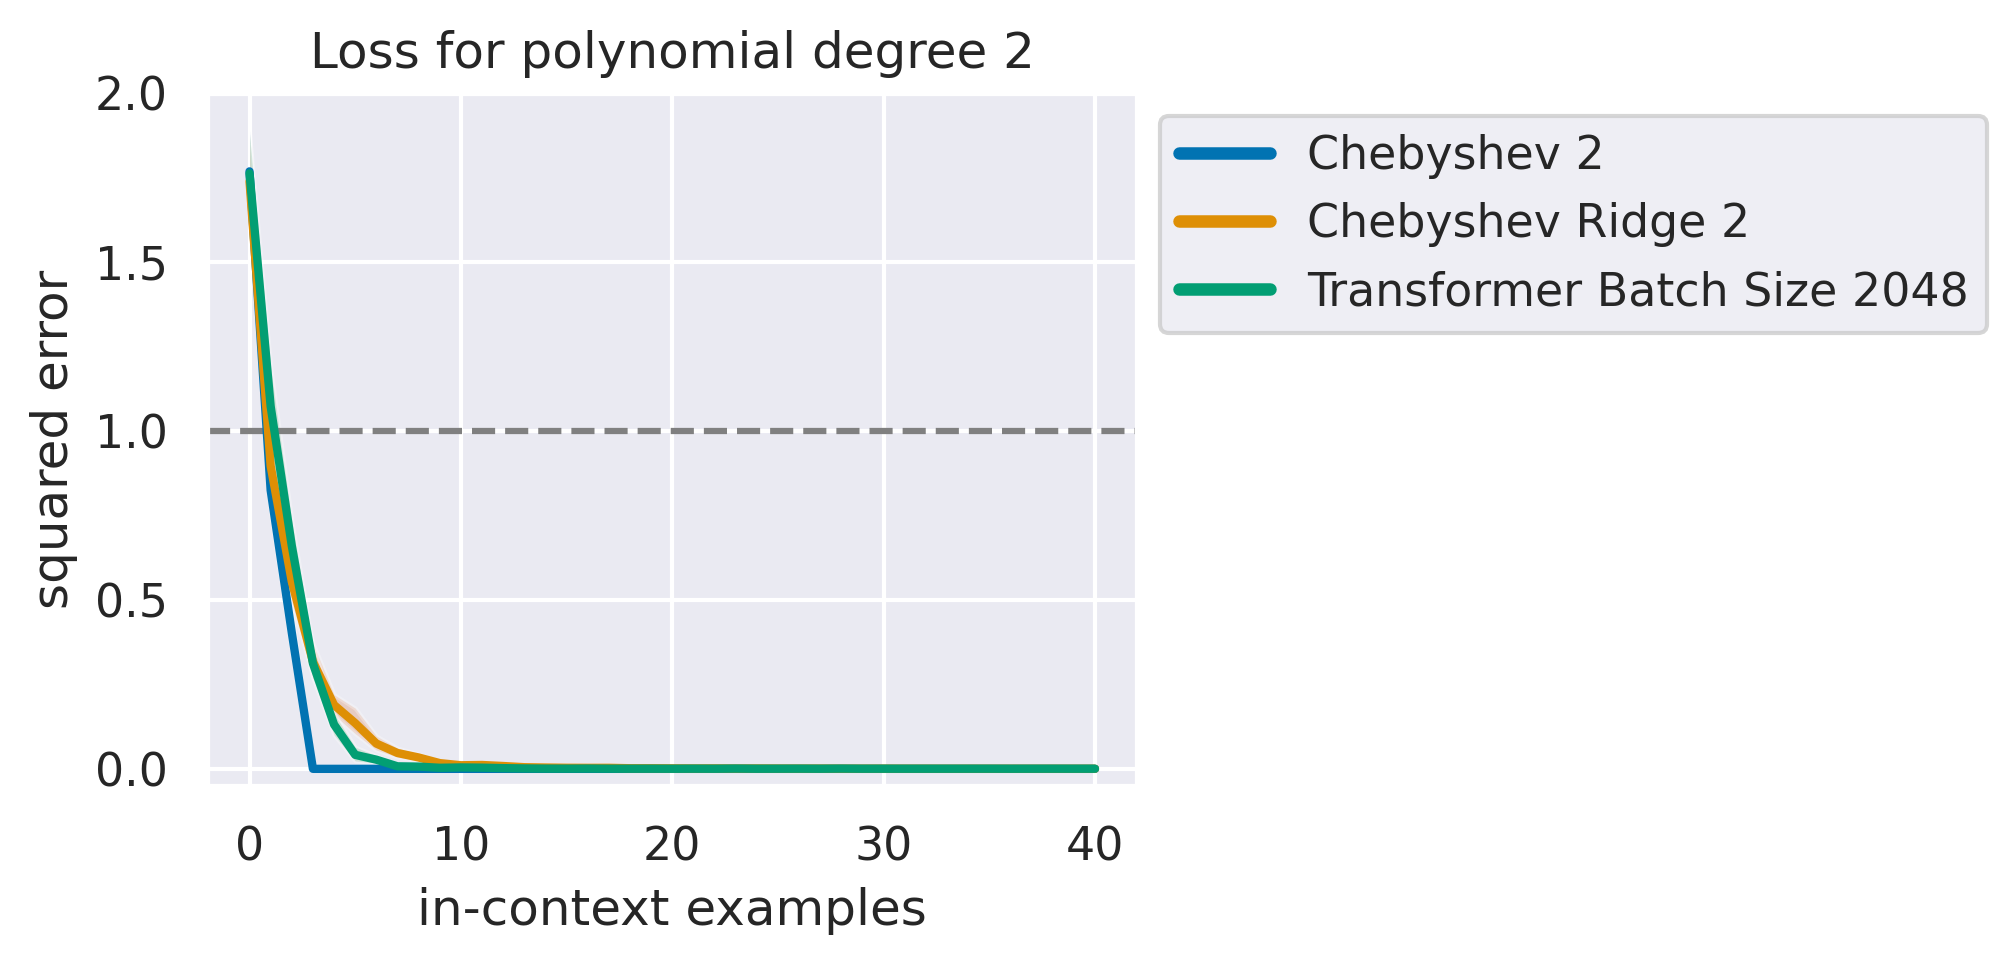 Loss for polynomial degree 2
2.0
1.5
1.0
0.5
0.0
squared error
0 10 20 30 40
in-context examples
Chebyshev 2
Chebyshev Ridge 2
Transformer Batch Size 2048